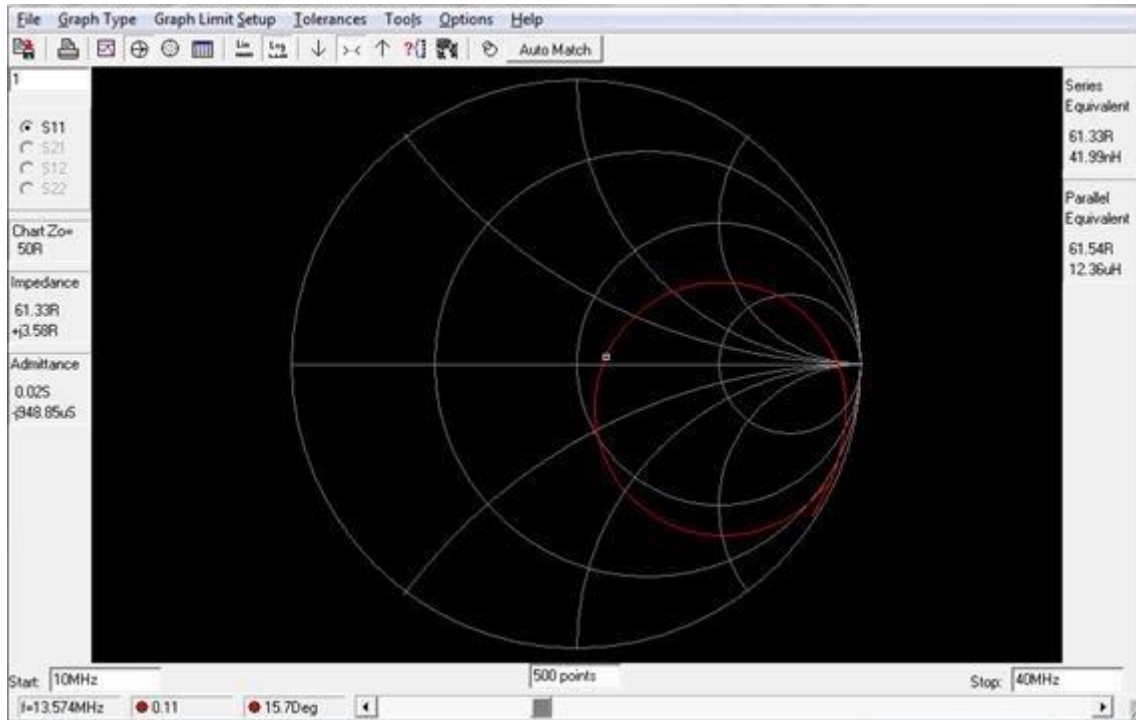 File Graph Type Graph Limit Setup Tolerances Tools Options Help
Lin Log Auto Match
1
S11
S21
S12
S22
Chart Zo=
50R
Impedance
61.33R
+j3.58R
Admittance
0.02S
-j948.85uS
Series
Equivalent
61.33R
41.99nH
Parallel
Equivalent
61.54R
12.36uH
Start: 10MHz 500 points Stop: 40MHz
f=13.574MHz 0.11 15.7Deg